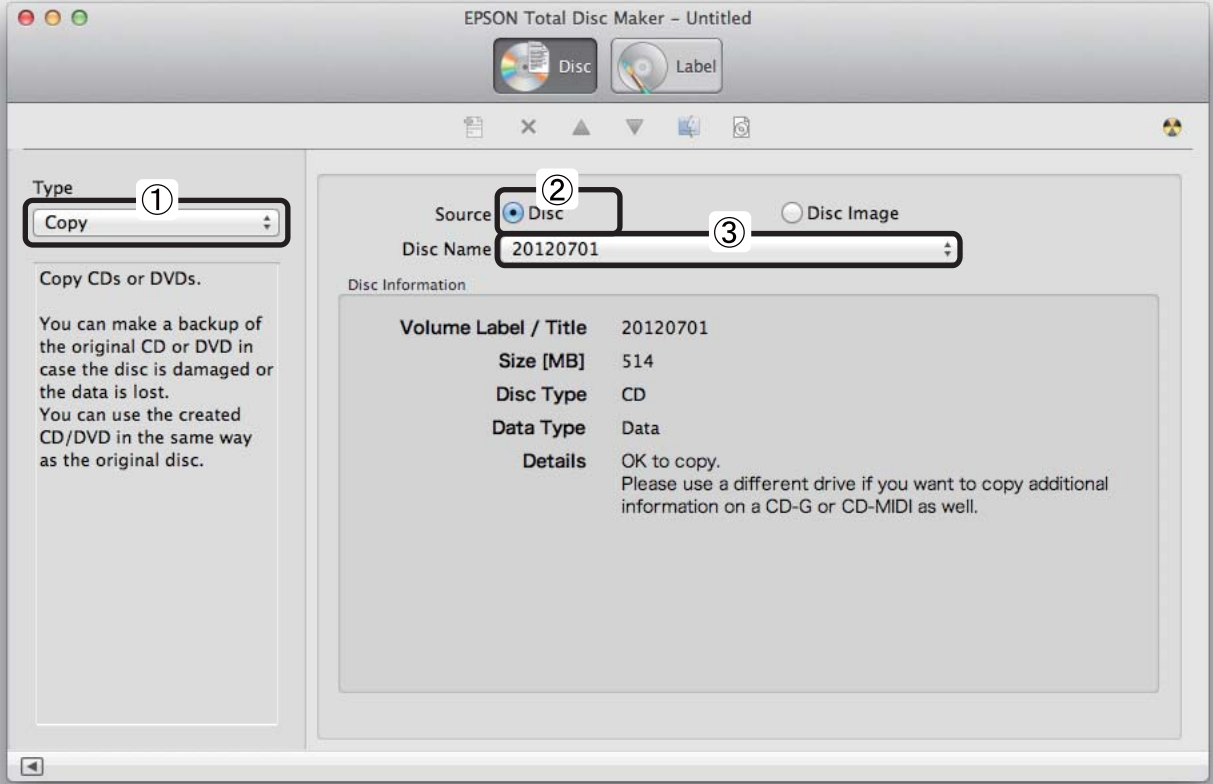 EPSON Total Disc Maker – Untitled
Disc
Label
Type
①
Copy
Copy CDs or DVDs.
You can make a backup of
the original CD or DVD in
case the disc is damaged or
the data is lost.
You can use the created
CD/DVD in the same way
as the original disc.
②
Source Disc Disc Image
③
Disc Name 20120701
Disc Information
Volume Label / Title 20120701
Size [MB] 514
Disc Type CD
Data Type Data
Details OK to copy.
Please use a different drive if you want to copy additional
information on a CD-G or CD-MIDI as well.